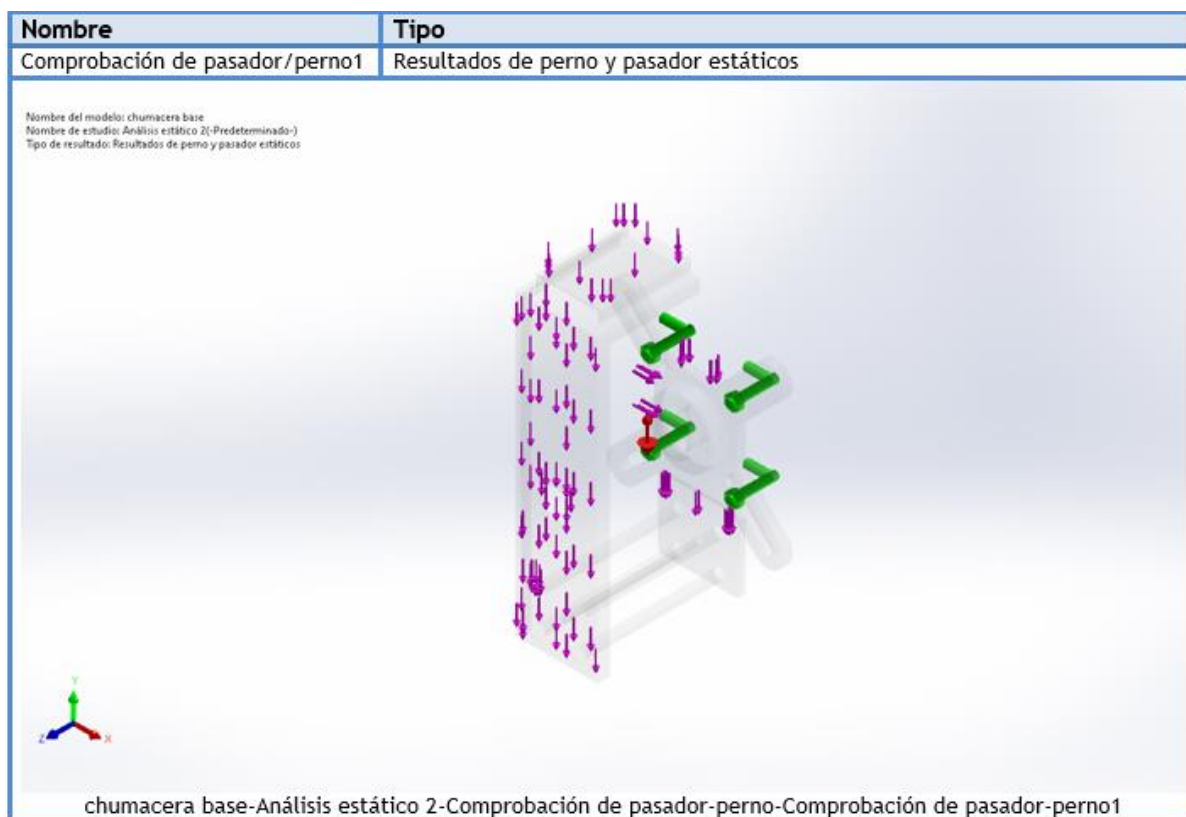 Nombre Tipo
Comprobación de pasador/perno1 Resultados de perno y pasador estáticos
Nombre del modelo: chumacera base
Nombre de estudio: Análisis estático 2(-Predeterminado-)
Tipo de resultado: Resultados de perno y pasador estáticos
Y
Z X
chumacera base-Análisis estático 2-Comprobación de pasador-perno-Comprobación de pasador-perno1